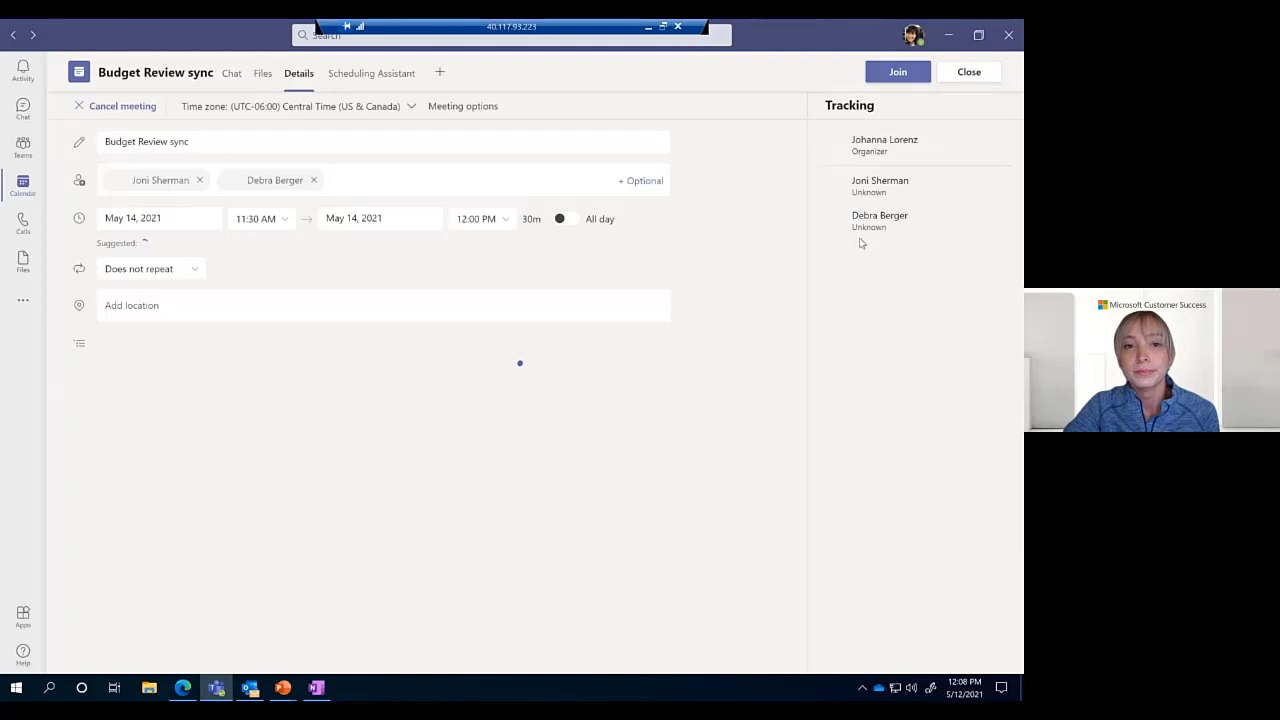 40.117.93.223
Search
Activity
Chat
Teams
Calendar
Calls
Files
Apps
Help
Budget Review sync Chat Files Details Scheduling Assistant
Join Close
Cancel meeting Time zone: (UTC-06:00) Central Time (US & Canada) Meeting options
Budget Review sync
Joni Sherman Debra Berger + Optional
May 14, 2021 11:30 AM May 14, 2021 12:00 PM 30m All day
Suggested:
Does not repeat
Add location
Tracking
Johanna Lorenz
Organizer
Joni Sherman
Unknown
Debra Berger
Unknown
Microsoft Customer Success
12:08 PM
5/12/2021